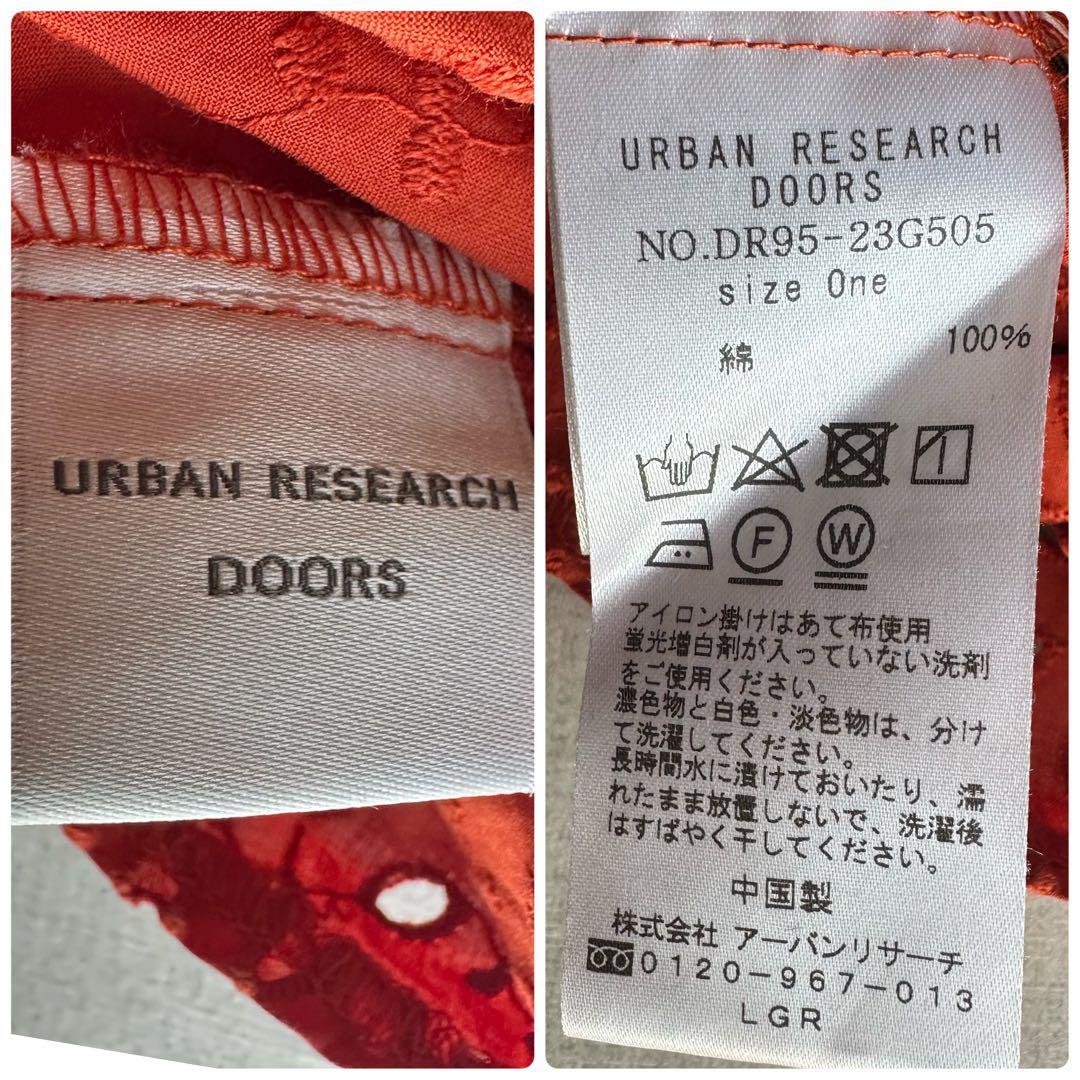 URBAN RESEARCH
DOORS
URBAN RESEARCH
DOORS
NO.DR95-23G505
size One
綿 100%
F W
アイロン掛けはあて布使用
蛍光増白剤が入っていない洗剤
をご使用ください。
濃色物と白色・淡色物は、分け
て洗濯してください。
長時間水に漬けておいたり、濡
れたまま放置しないで、洗濯後
はすばやく干してください。
中国製
株式会社 アーバンリサーチ
0120-967-013
LGR